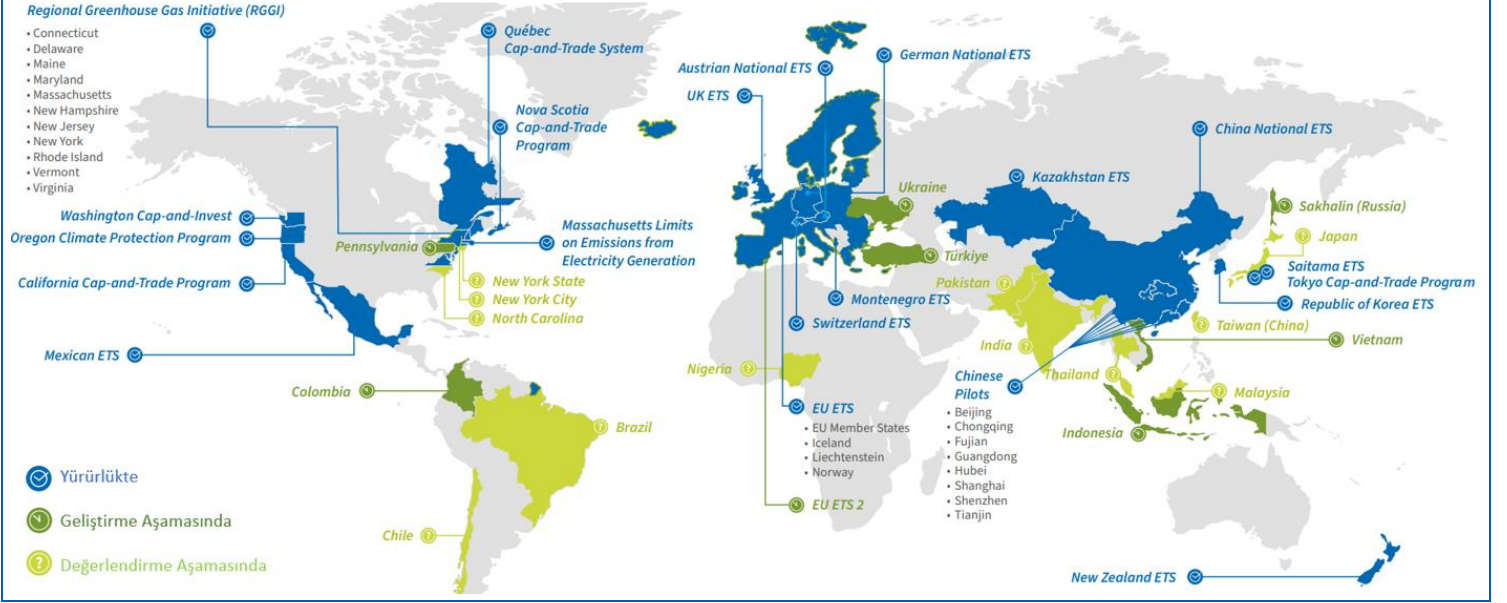 Regional Greenhouse Gas Initiative (RGGI)
• Connecticut
• Delaware
• Maine
• Maryland
• Massachusetts
• New Hampshire
• New Jersey
• New York
• Rhode Island
• Vermont
• Virginia
Washington Cap-and-Invest
Oregon Climate Protection Program
California Cap-and-Trade Program
Mexican ETS
Québec
Cap-and-Trade System
Nova Scotia
Cap-and-Trade
Program
Pennsylvania
Massachusetts Limits
on Emissions from
Electricity Generation
New York State
New York City
North Carolina
Colombia
Brazil
Chile
Austrian National ETS
German National ETS
UK ETS
Ukraine
Türkiye
Montenegro ETS
Switzerland ETS
Nigeria
EU ETS
• EU Member States
• Iceland
• Liechtenstein
• Norway
EU ETS 2
China National ETS
Kazakhstan ETS
Sakhalin (Russia)
Japan
Saitama ETS
Tokyo Cap-and-Trade Program
Republic of Korea ETS
Pakistan
India
Taiwan (China)
Vietnam
Thailand
Malaysia
Indonesia
Chinese
Pilots
• Beijing
• Chongqing
• Fujian
• Guangdong
• Hubei
• Shanghai
• Shenzhen
• Tianjin
New Zealand ETS
Yürürlükte
Geliştirme Aşamasında
? Değerlendirme Aşamasında